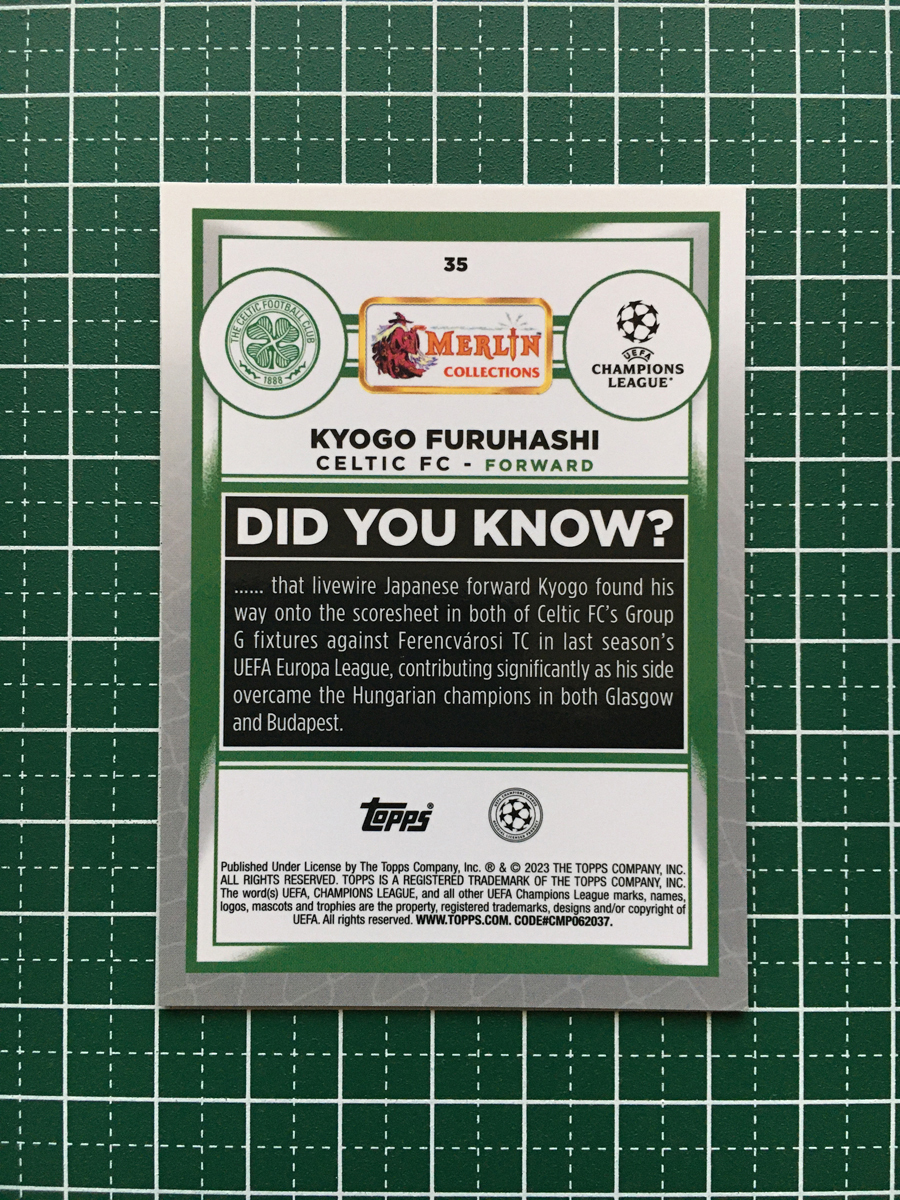 35
THE CELTIC FOOTBALL CLUB
1888
MERLIN
COLLECTIONS
UEFA
CHAMPIONS
LEAGUE®
KYOGO FURUHASHI
CELTIC FC - FORWARD
DID YOU KNOW?
...... that livewire Japanese forward Kyogo found his
way onto the scoresheet in both of Celtic FC's Group
G fixtures against Ferencvárosi TC in last season's
UEFA Europa League, contributing significantly as his side
overcame the Hungarian champions in both Glasgow
and Budapest.
Topps®
Published Under License by The Topps Company, Inc. ® & © 2023 THE TOPPS COMPANY, INC.
ALL RIGHTS RESERVED. TOPPS IS A REGISTERED TRADEMARK OF THE TOPPS COMPANY, INC.
The word(s) UEFA, CHAMPIONS LEAGUE, and all other UEFA Champions League marks, names,
logos, mascots and trophies are the property, registered trademarks, designs and/or copyright of
UEFA. All rights reserved. WWW.TOPPS.COM. CODE#CMP062037.